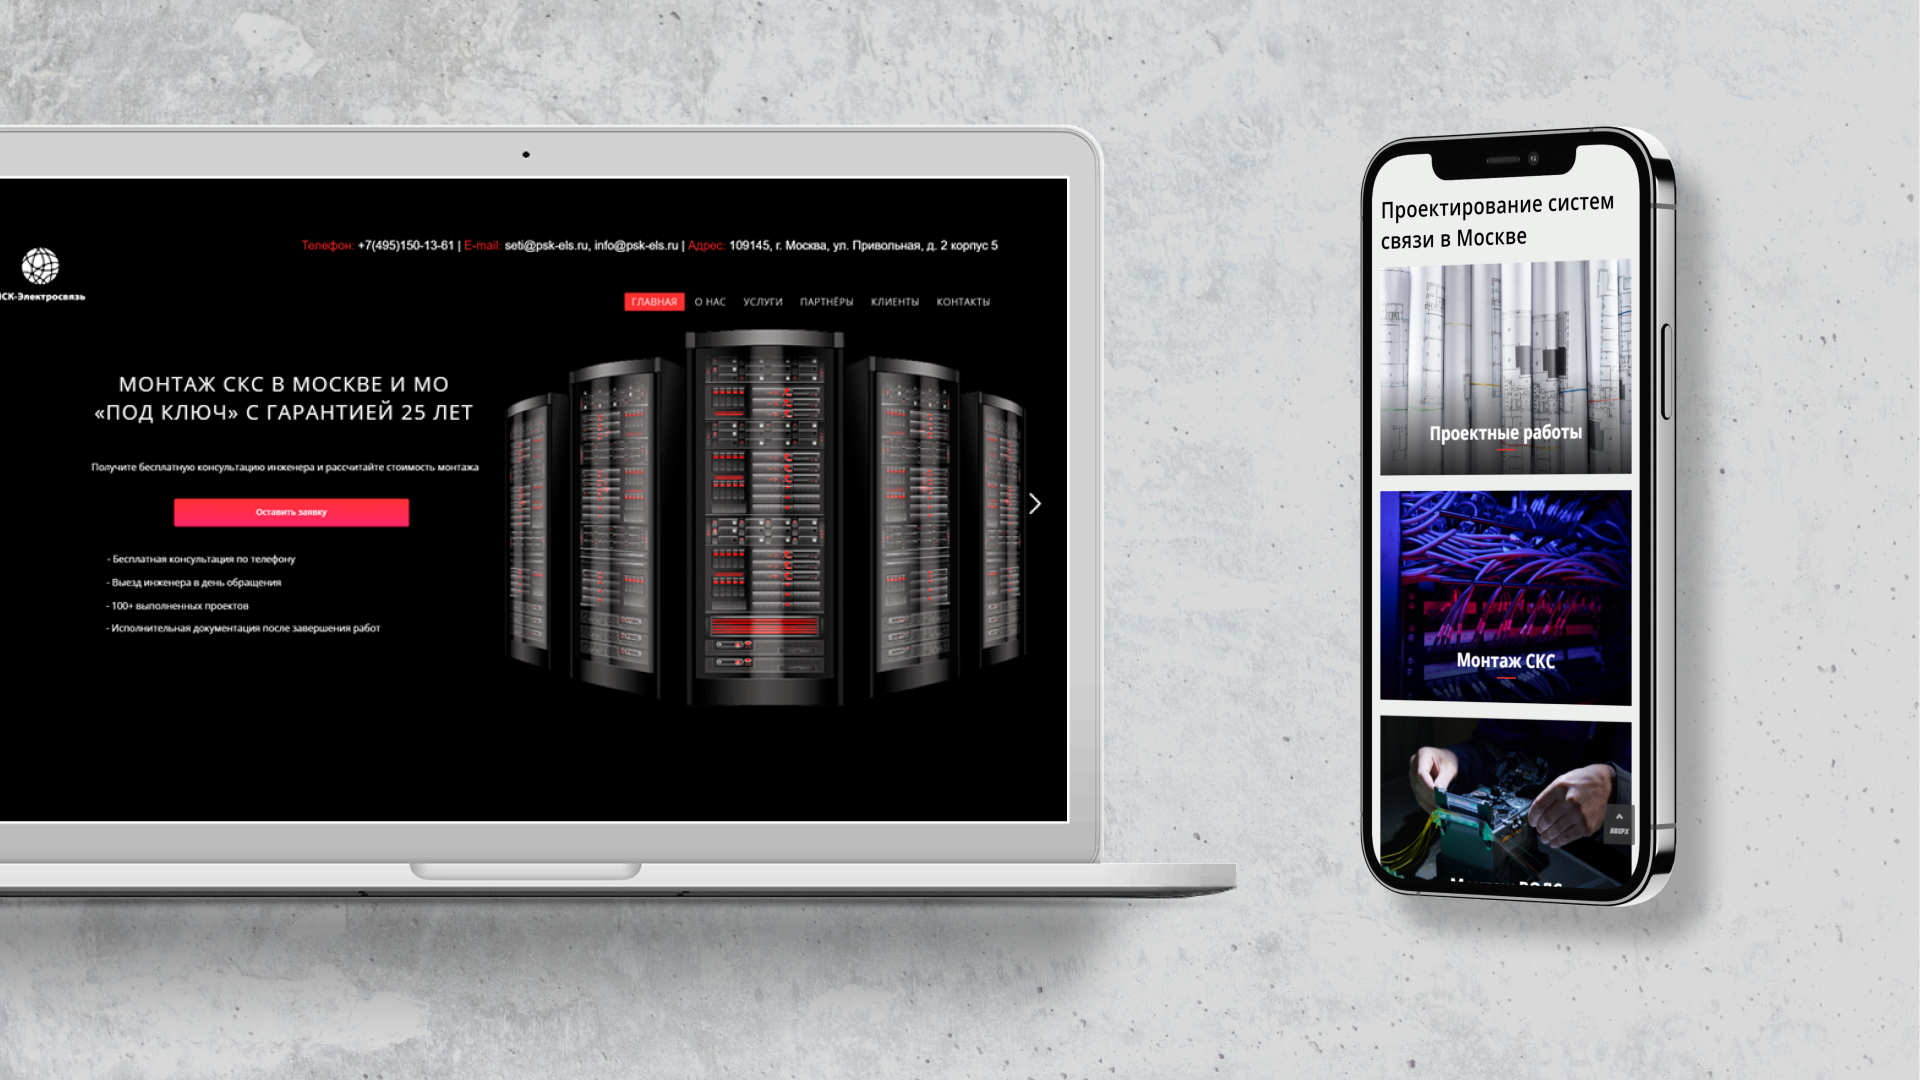 Телефон: +7(495)150-13-61 | E-mail: seti@psk-els.ru, info@psk-els.ru | Адрес: 109145, г. Москва, ул. Привольная, д. 2 корпус 5
СК-Электросвязь
ГЛАВНАЯ О НАС УСЛУГИ ПАРТНЁРЫ КЛИЕНТЫ КОНТАКТЫ
МОНТАЖ СКС В МОСКВЕ И МО
«ПОД КЛЮЧ» С ГАРАНТИЕЙ 25 ЛЕТ
Получите бесплатную консультацию инженера и рассчитайте стоимость монтажа
Оставить заявку
- Бесплатная консультация по телефону
- Выезд инженера в день обращения
- 100+ выполненных проектов
- Исполнительная документация после завершения работ
Проектирование систем
связи в Москве
Проектные работы
Монтаж СКС
ВВЕРХ